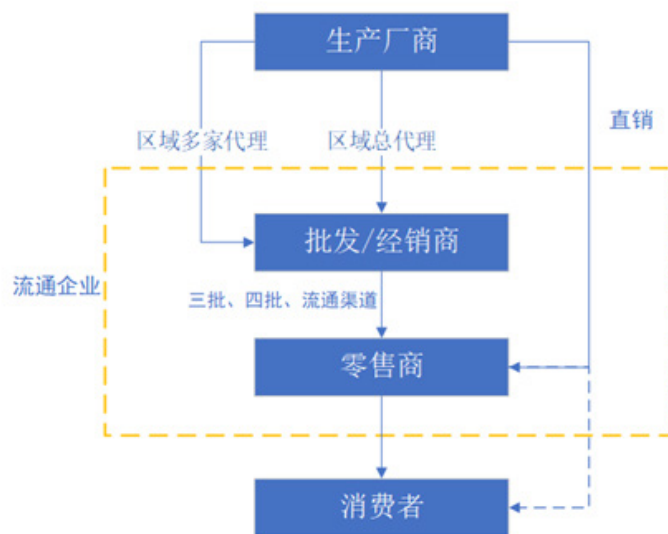 生产厂商
直销
区域多家代理
区域总代理
批发/经销商
流通企业
三批、四批、流通渠道
零售商
消费者